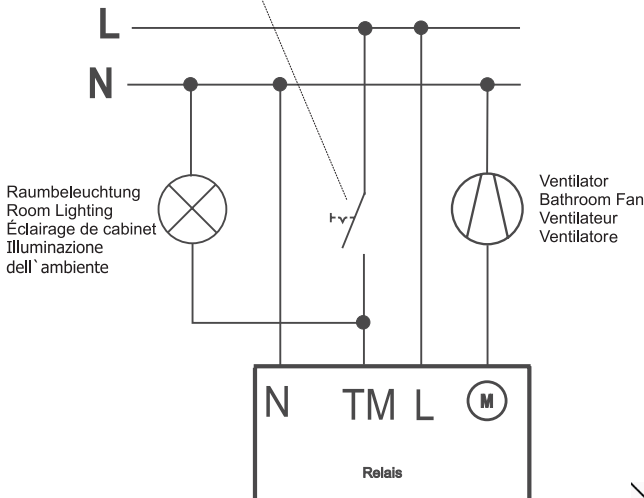 L
N
Raumbeleuchtung
Room Lighting
Éclairage de cabinet
Illuminazione
dell`ambiente
Ventilator
Bathroom Fan
Ventilateur
Ventilatore
N TM L M
Relais